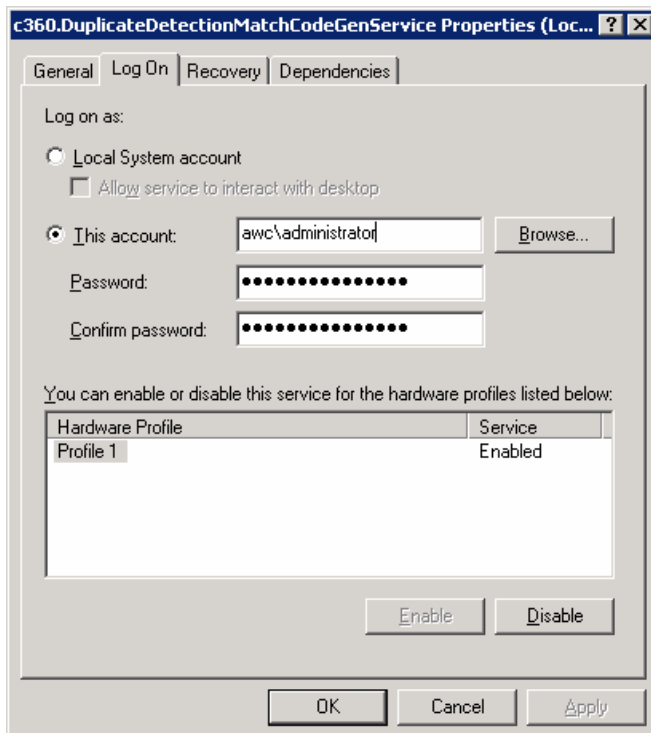 c360.DuplicateDetectionMatchCodeGenService Properties (Loc... ? X
General Log On Recovery Dependencies
Log on as:
Local System account
Allow service to interact with desktop
This account: awc\administrator Browse...
Password: ●●●●●●●●●●●●●●●
Confirm password: ●●●●●●●●●●●●●●●
You can enable or disable this service for the hardware profiles listed below:
Hardware Profile Service
Profile 1 Enabled
Enable Disable
OK Cancel Apply